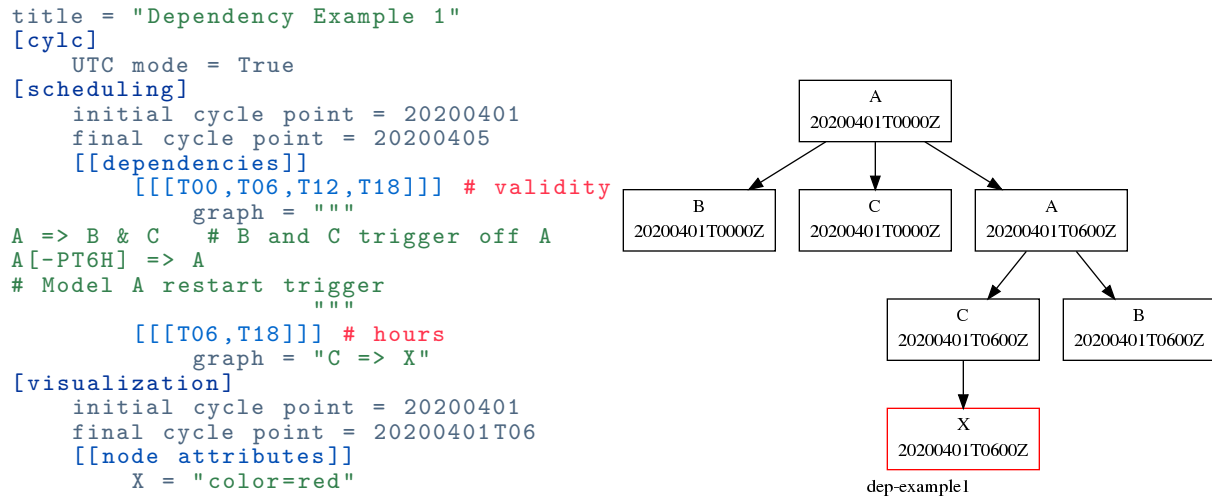 title = "Dependency Example 1"
[cylc]
    UTC mode = True
[scheduling]
    initial cycle point = 20200401
    final cycle point = 20200405
    [[dependencies]]
        [[[T00,T06,T12,T18]]] # validity
            graph = """
A => B & C   # B and C trigger off A
A[-PT6H] => A
# Model A restart trigger
                    """
        [[[T06,T18]]] # hours
            graph = "C => X"
[visualization]
    initial cycle point = 20200401
    final cycle point = 20200401T06
    [[node attributes]]
        X = "color=red"
A
20200401T0000Z
B
20200401T0000Z
C
20200401T0000Z
A
20200401T0600Z
C
20200401T0600Z
B
20200401T0600Z
X
20200401T0600Z
dep-example1